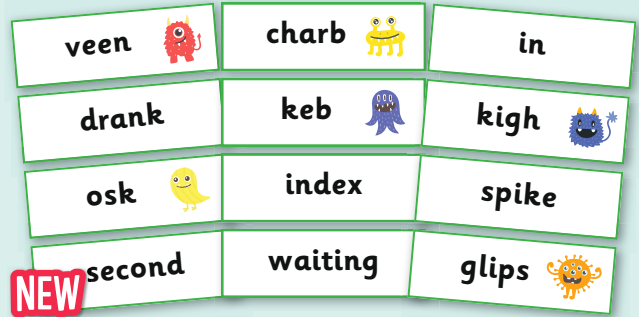 veen
charb
in
drank
keb
kigh
osk
index
spike
second
waiting
glips
NEW